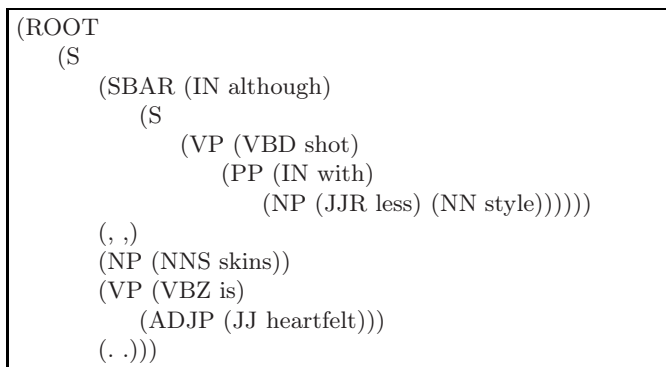 (ROOT
(S
(SBAR (IN although)
(S
(VP (VBD shot)
(PP (IN with)
(NP (JJR less) (NN style))))))
(, ,)
(NP (NNS skins))
(VP (VBZ is)
(ADJP (JJ heartfelt)))
(. .)))